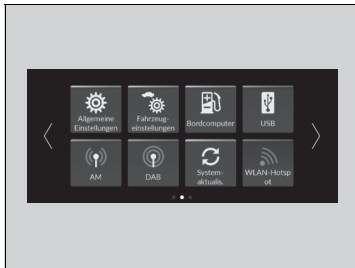 Allgemeine
Einstellungen
Fahrzeug-
einstellungen
Bordcomputer
USB
AM
DAB
System-
aktualis.
WLAN-Hotsp
ot